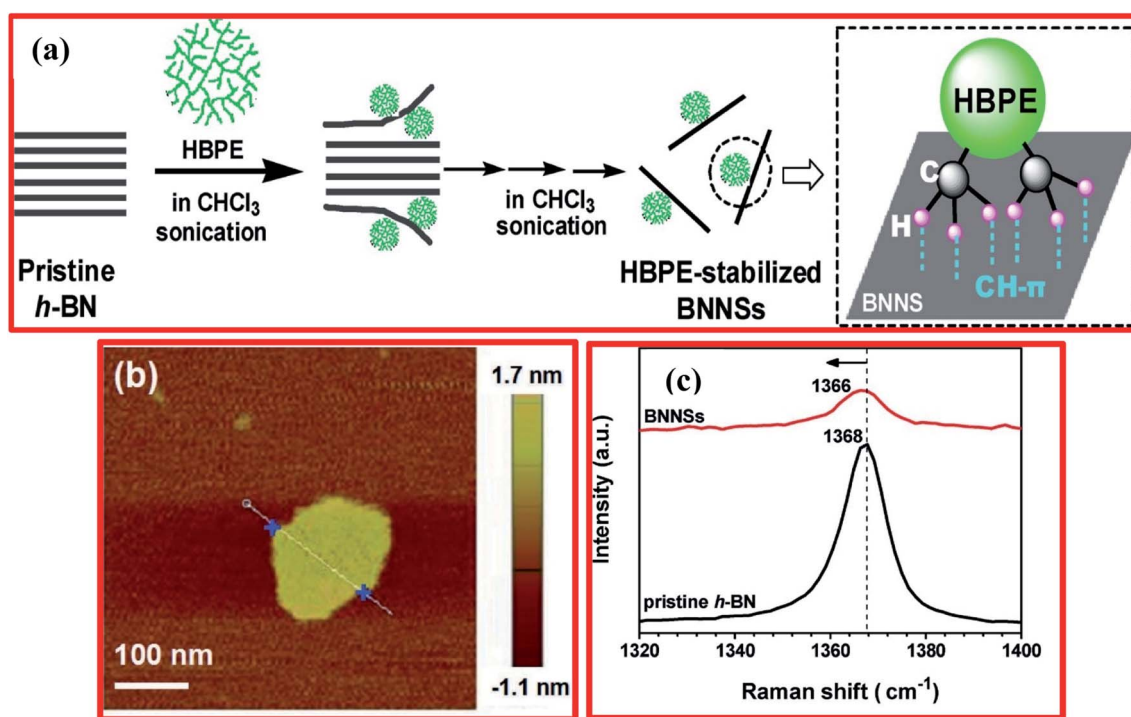 (a)
HBPE
in CHCl₃
sonication
Pristine
h-BN
in CHCl₃
sonication
HBPE-stabilized
BNNSs
HBPE
C
H
CH-π
BNNS
(b)
1.7 nm
-1.1 nm
100 nm
(c)
1366
BNNSs
1368
pristine h-BN
Intensity (a.u.)
1320 1340 1360 1380 1400
Raman shift ( cm⁻¹)